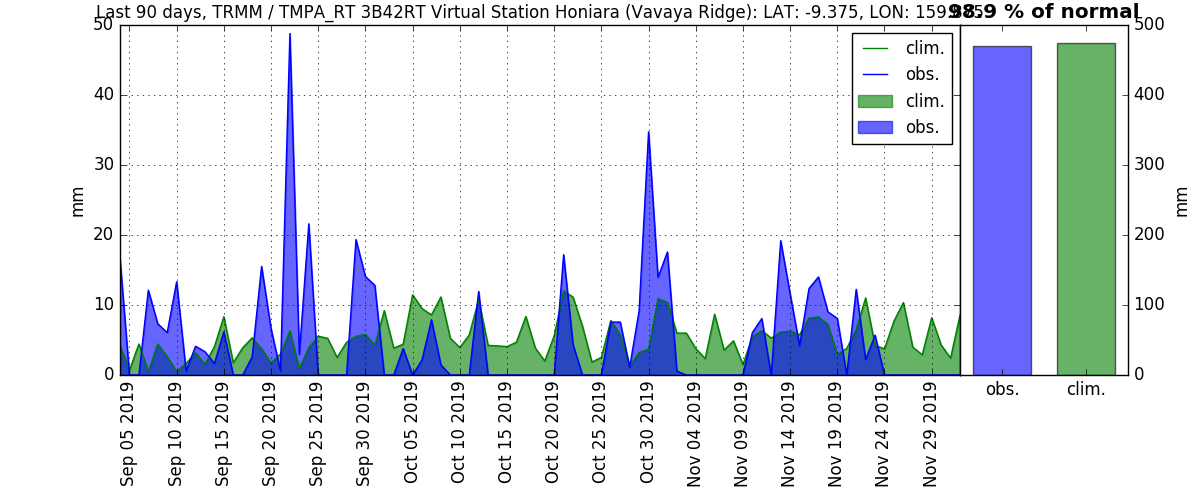 Last 90 days, TRMM / TMPA_RT 3B42RT Virtual Station Honiara (Vavaya Ridge): LAT: -9.375, LON:
98.9 % of normal
50
40
30
20
10
0
mm
clim.
obs.
clim.
obs.
500
400
300
200
100
0
mm
obs.
clim.
Sep 05 2019
Sep 10 2019
Sep 15 2019
Sep 20 2019
Sep 25 2019
Sep 30 2019
Oct 05 2019
Oct 10 2019
Oct 15 2019
Oct 20 2019
Oct 25 2019
Oct 30 2019
Nov 04 2019
Nov 09 2019
Nov 14 2019
Nov 19 2019
Nov 24 2019
Nov 29 2019